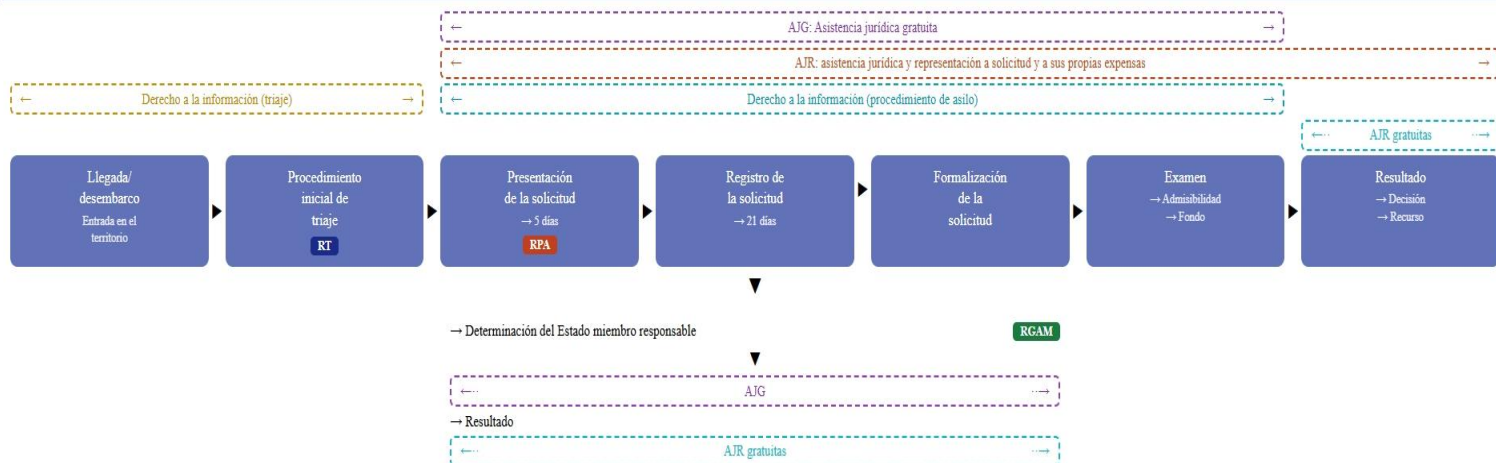 ← AJG: Asistencia jurídica gratuita →
← AJR: asistencia jurídica y representación a solicitud y a sus propias expensas →
← Derecho a la información (triaje) →
← Derecho a la información (procedimiento de asilo) →
←·· AJR gratuitas ··→
Llegada/
desembarco
Entrada en el
territorio
Procedimiento
inicial de
triaje
RT
Presentación
de la solicitud
→ 5 días
RPA
Registro de
la solicitud
→ 21 días
Formalización
de la
solicitud
Examen
→ Admisibilidad
→ Fondo
Resultado
→ Decisión
→ Recurso
→ Determinación del Estado miembro responsable
RGAM
←·· AJG ··→
→ Resultado
←·· AJR gratuitas ··→